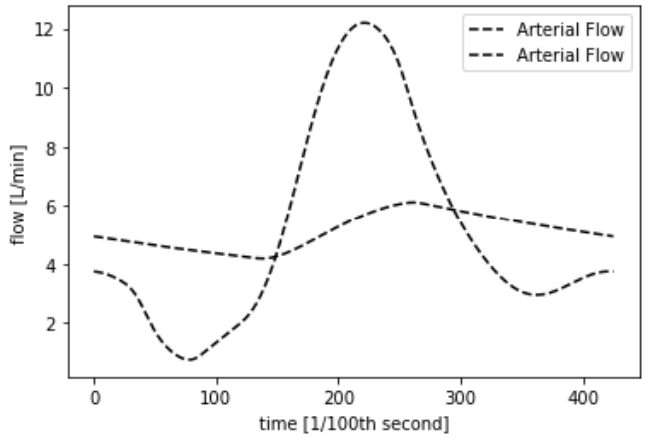 12
10
8
6
4
2
flow [L/min]
Arterial Flow
Arterial Flow
0 100 200 300 400
time [1/100th second]